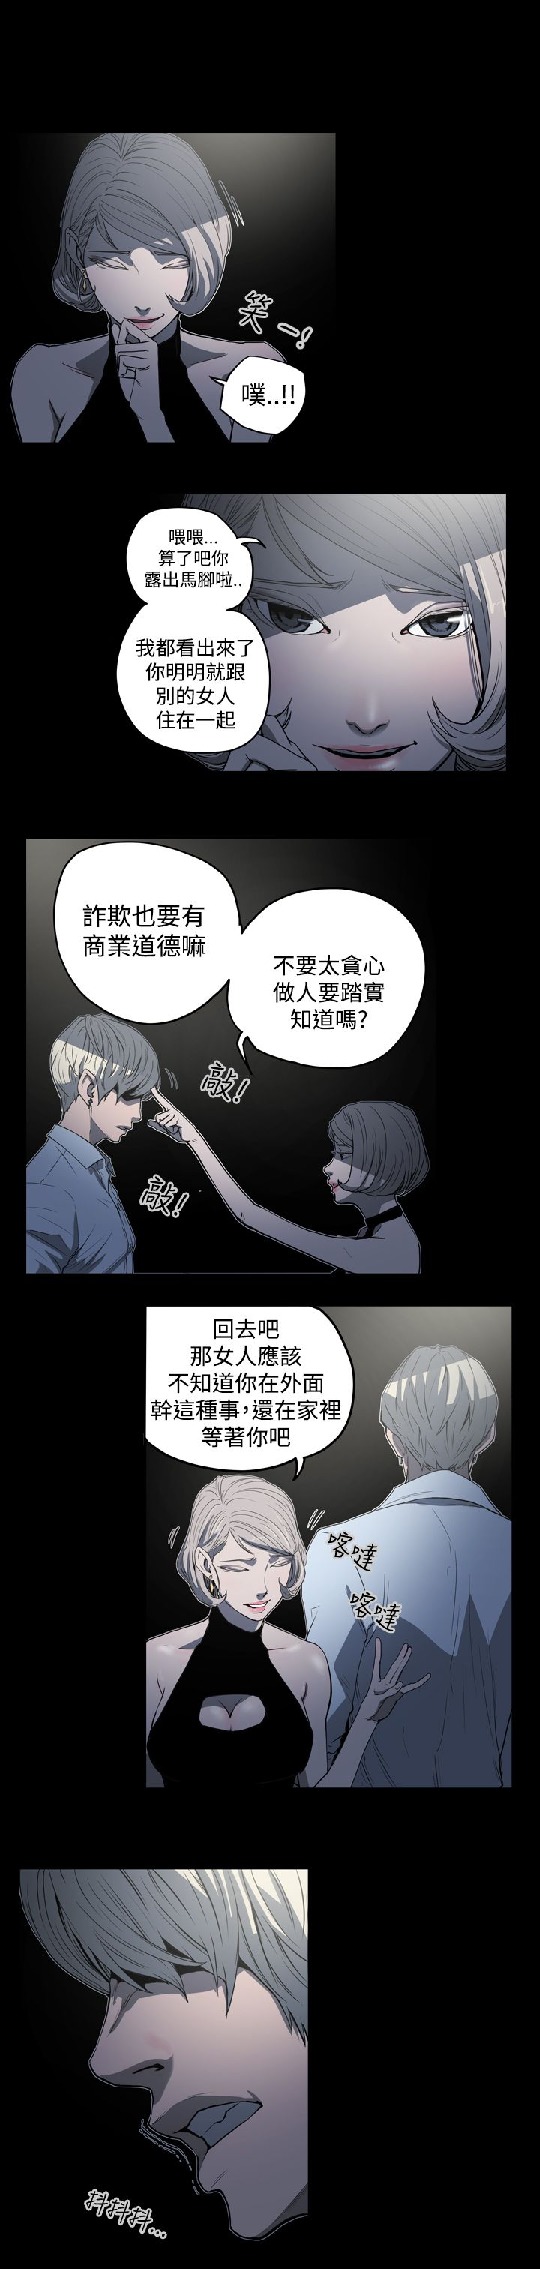 笑一!
噗..!!
喂喂...
算了吧你
露出馬腳啦..
我都看出來了
你明明就跟
別的女人
住在一起
詐欺也要有
商業道德嘛
不要太貪心
做人要踏實
知道嗎?
敲!
敲!
回去吧
那女人應該
不知道你在外面
幹這種事,還在家裡
等著你吧
喀噠
喀噠
抖抖抖...